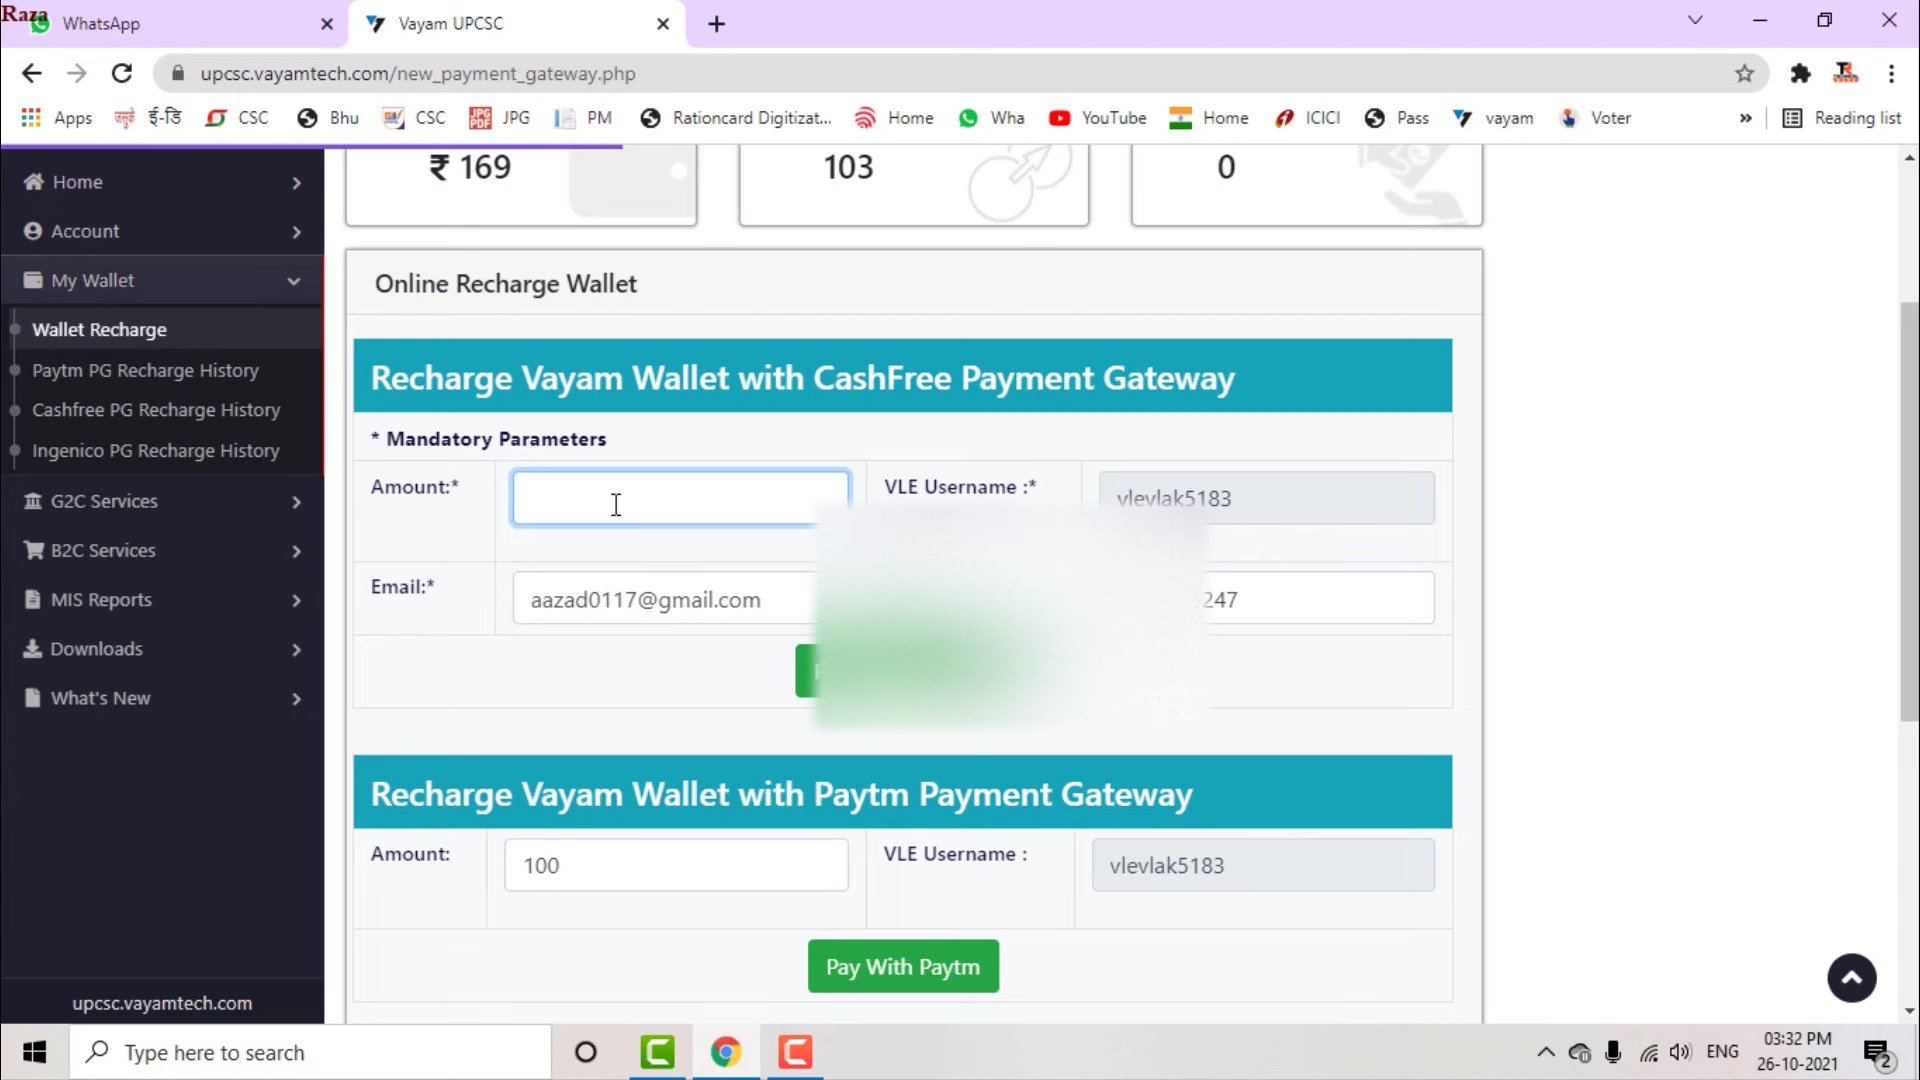 Raza
WhatsApp
Vayam UPCSC
upcsc.vayamtech.com/new_payment_gateway.php
Apps
ई-डि
CSC
Bhu
CSC
JPG
PM
Rationcard Digitizat...
Home
Wha
YouTube
Home
ICICI
Pass
vayam
Voter
»
Reading list
Home
Account
My Wallet
Wallet Recharge
Paytm PG Recharge History
Cashfree PG Recharge History
Ingenico PG Recharge History
G2C Services
B2C Services
MIS Reports
Downloads
What's New
upcsc.vayamtech.com
₹ 169
103
0
Online Recharge Wallet
Recharge Vayam Wallet with CashFree Payment Gateway
* Mandatory Parameters
Amount:*
VLE Username :*
vlevlak5183
Email:*
aazad0117@gmail.com
247
Recharge Vayam Wallet with Paytm Payment Gateway
Amount:
100
VLE Username :
vlevlak5183
Pay With Paytm
Type here to search
ENG
03:32 PM
26-10-2021
2